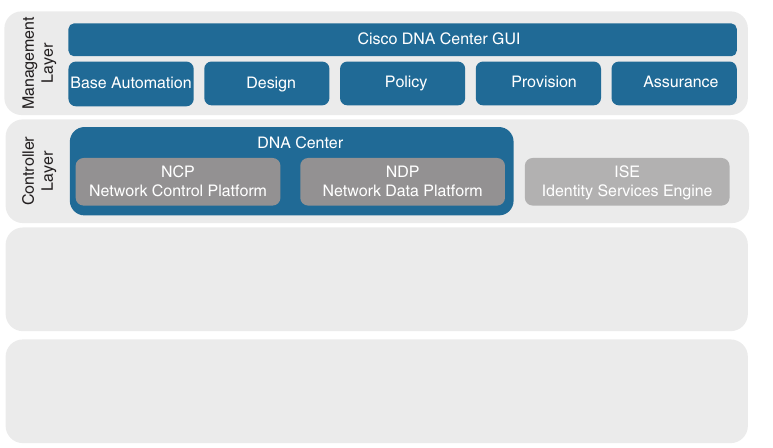 Management
Layer
Cisco DNA Center GUI
Base Automation
Design
Policy
Provision
Assurance
Controller
Layer
DNA Center
NCP
Network Control Platform
NDP
Network Data Platform
ISE
Identity Services Engine